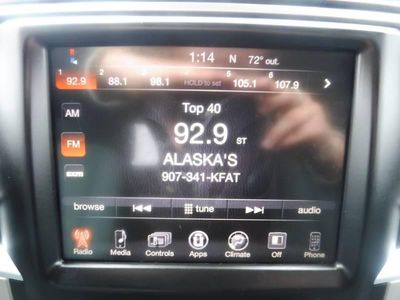 1:14 N 72° out.
1 2 3 5 6
92.9 88.1 98.1 HOLD to set 105.1 107.9
AM
Top 40
FM
92.9 ST
ALASKA'S
sxm
907-341-KFAT
browse tune audio
Radio Media Controls Apps Climate Off Phone